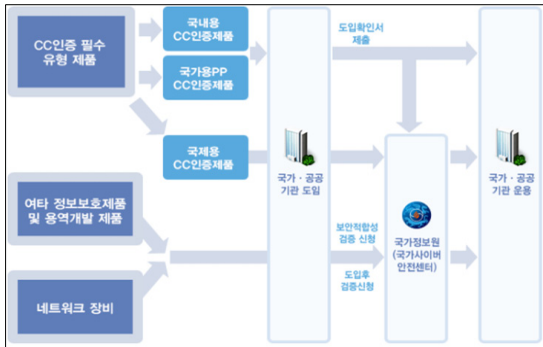 CC인증 필수
유형 제품
국내용
CC인증제품
국가용PP
CC인증제품
국제용
CC인증제품
여타 정보보호제품
및 용역개발 제품
네트워크 장비
국가 · 공공
기관 도입
도입확인서
제출
보안적합성
검증 신청
도입후
검증신청
국가정보원
(국가사이버
안전센터)
국가 · 공공
기관 운용